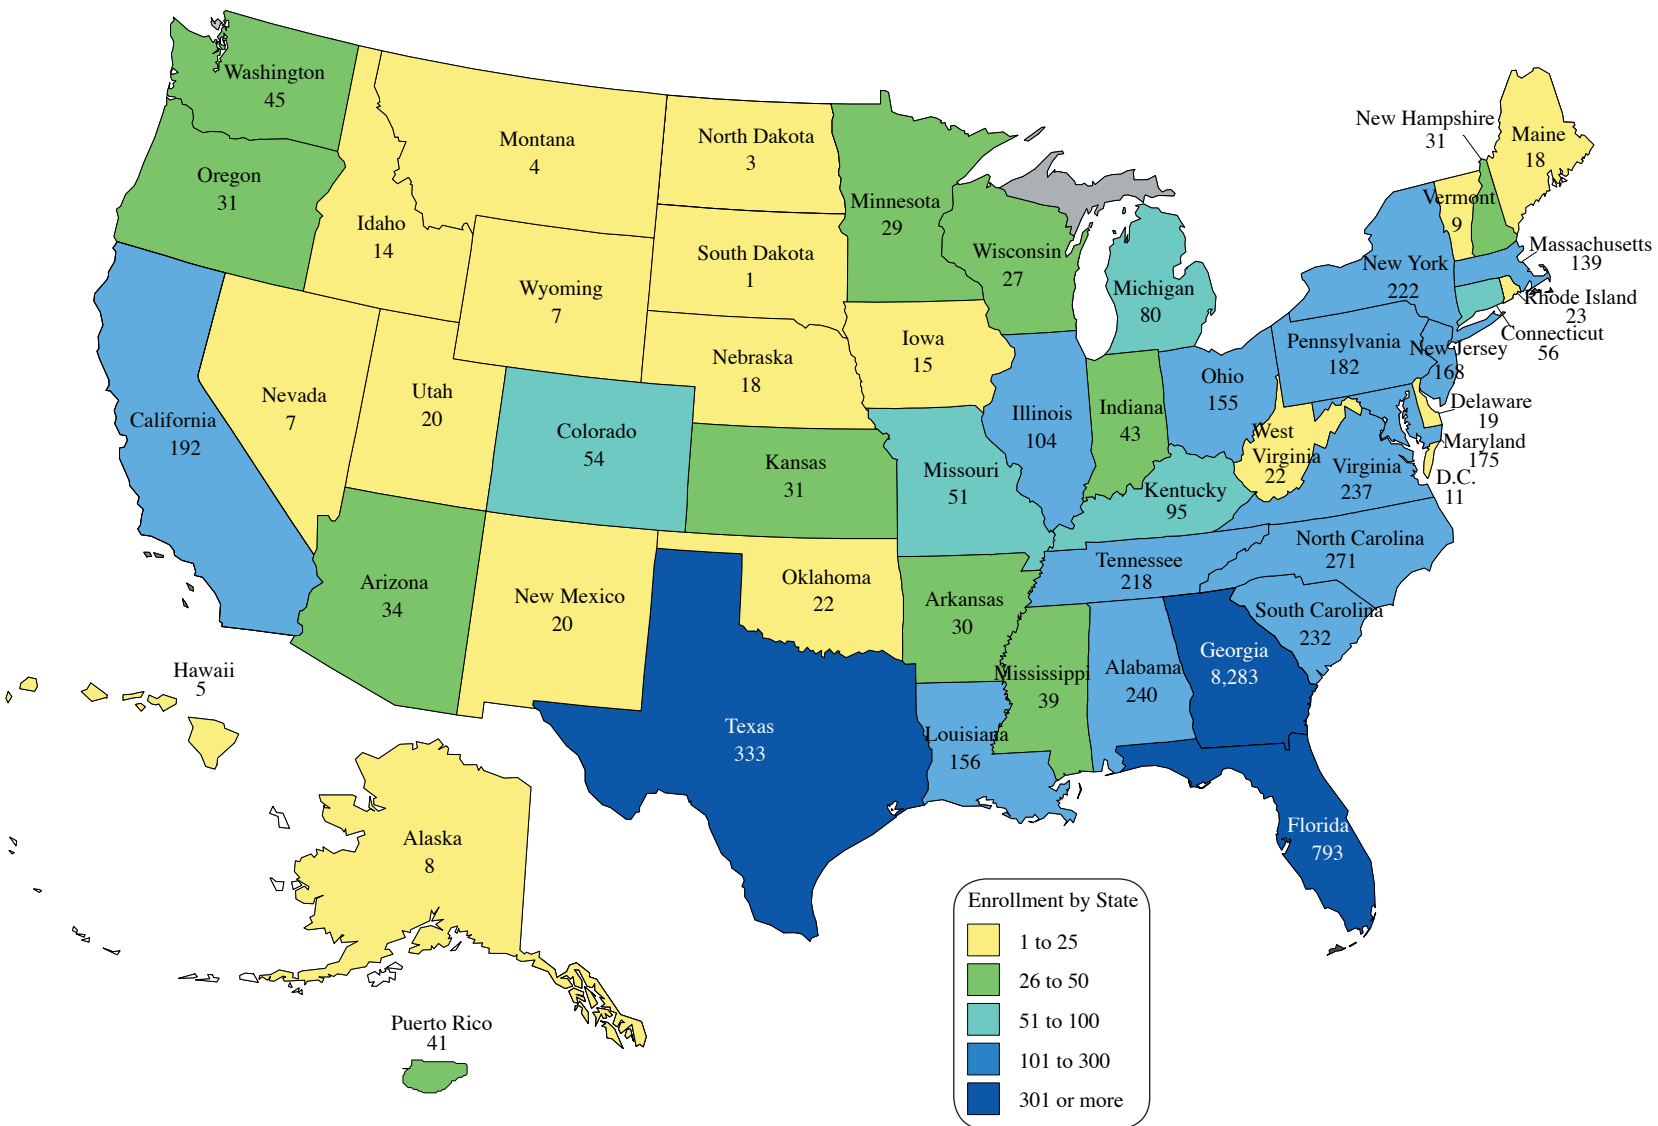 Washington
45
Oregon
31
California
192
Idaho
14
Nevada
7
Montana
4
Wyoming
7
Utah
20
Arizona
34
Colorado
54
New Mexico
20
North Dakota
3
South Dakota
1
Nebraska
18
Kansas
31
Oklahoma
22
Texas
333
Minnesota
29
Iowa
15
Missouri
51
Arkansas
30
Louisiana
156
Wisconsin
27
Illinois
104
Michigan
80
Indiana
43
Ohio
155
Kentucky
95
Tennessee
218
Mississippi
39
Alabama
240
Georgia
8,283
Florida
793
South Carolina
232
North Carolina
271
Virginia
237
West
Virginia
22
Pennsylvania
182
New York
222
Vermont
9
New Hampshire
31
Maine
18
Massachusetts
139
Rhode Island
23
Connecticut
56
New Jersey
168
Delaware
19
Maryland
175
D.C.
11
Hawaii
5
Alaska
8
Puerto Rico
41
Enrollment by State
1 to 25
26 to 50
51 to 100
101 to 300
301 or more